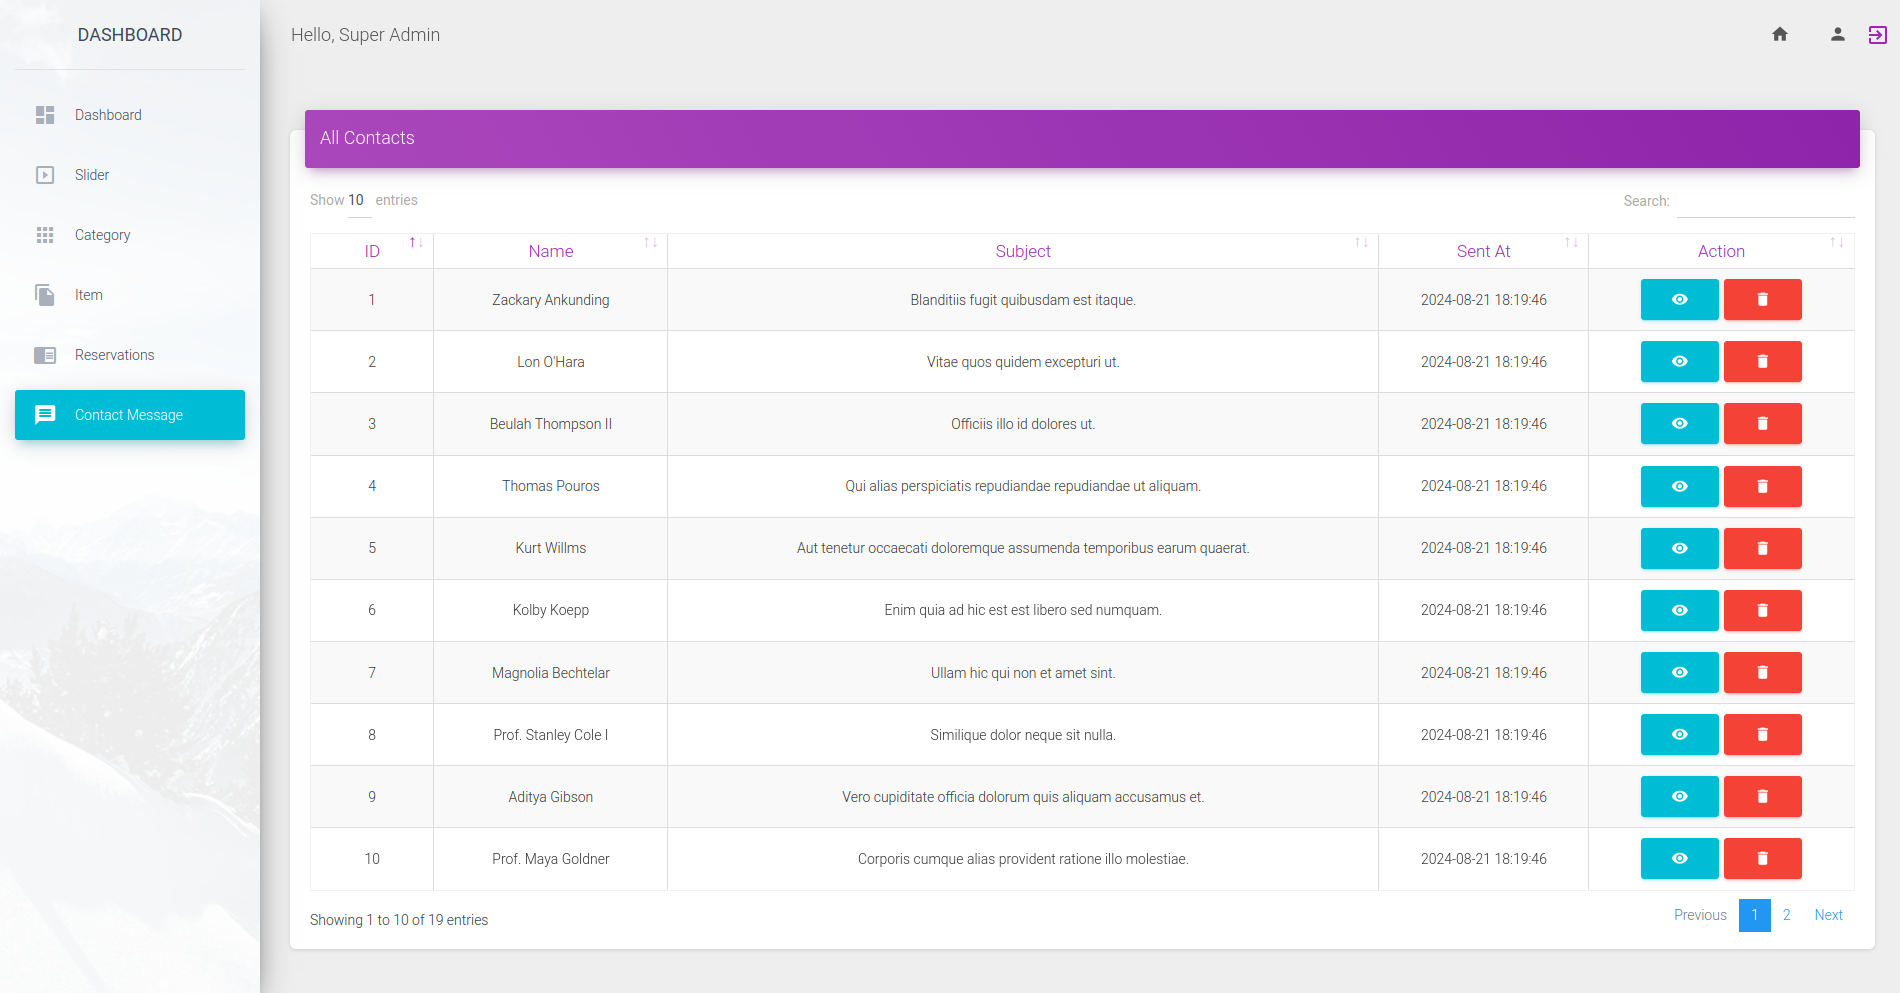 DASHBOARD
Hello, Super Admin
Dashboard
Slider
Category
Item
Reservations
Contact Message
All Contacts
Show 10 entries
Search:
ID Name Subject Sent At Action
1 Zackary Ankunding Blanditiis fugit quibusdam est itaque. 2024-08-21 18:19:46
2 Lon O'Hara Vitae quos quidem excepturi ut. 2024-08-21 18:19:46
3 Beulah Thompson II Officiis illo id dolores ut. 2024-08-21 18:19:46
4 Thomas Pouros Qui alias perspiciatis repudiandae repudiandae ut aliquam. 2024-08-21 18:19:46
5 Kurt Willms Aut tenetur occaecati doloremque assumenda temporibus earum quaerat. 2024-08-21 18:19:46
6 Kolby Koepp Enim quia ad hic est est libero sed numquam. 2024-08-21 18:19:46
7 Magnolia Bechtelar Ullam hic qui non et amet sint. 2024-08-21 18:19:46
8 Prof. Stanley Cole I Similique dolor neque sit nulla. 2024-08-21 18:19:46
9 Aditya Gibson Vero cupiditate officia dolorum quis aliquam accusamus et. 2024-08-21 18:19:46
10 Prof. Maya Goldner Corporis cumque alias provident ratione illo molestiae. 2024-08-21 18:19:46
Showing 1 to 10 of 19 entries
Previous 1 2 Next